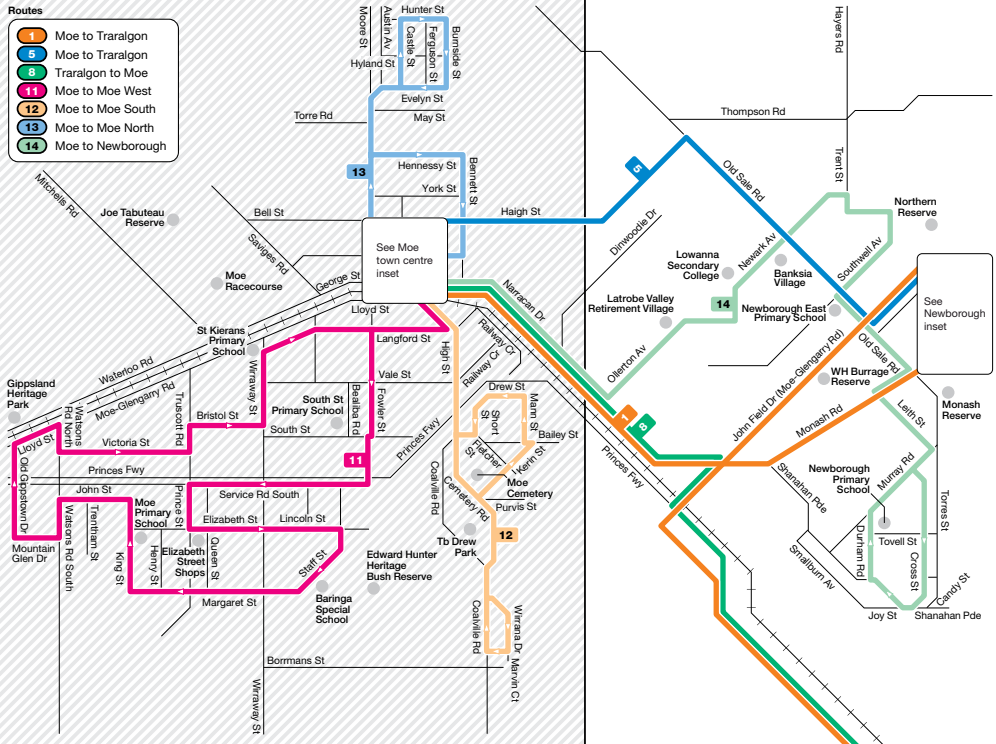 Routes
1 Moe to Traralgon
5 Moe to Traralgon
8 Traralgon to Moe
11 Moe to Moe West
12 Moe to Moe South
13 Moe to Moe North
14 Moe to Newborough
Moore St
Austin Av
Hunter St
Castle St
Ferguson St
Burnside St
Hyland St
Evelyn St
May St
Torre Rd
13
Hennessy St
Bennett St
York St
Mitchells Rd
Joe Tabuteau
Reserve
Bell St
Saviges Rd
Haigh St
5
Hayers Rd
Thompson Rd
Trent St
Old Sale Rd
Northern
Reserve
Dinwoodie Dr
Newark Av
Southwell Av
Lowanna
Secondary
College
Banksia
Village
See Moe
town centre
inset
Moe
Racecourse
George St
Lloyd St
Narracan Dr
14
Latrobe Valley
Retirement Village
Newborough East
Primary School
See
Newborough
inset
St Kierans
Primary
School
Langford St
Railway Cr
Railway Cr
High St
Old Sale Rd
Ollerton Av
John Field Dr (Moe-Glengarry Rd)
WH Burrage
Reserve
Monash
Reserve
Waterloo Rd
Moe-Glengarry Rd
Wirraway St
Vale St
Gippsland
Heritage
Park
Watsons
Rd North
Truscott Rd
Bristol St
South St
Primary School
Bealiba Rd
Fowler St
South St
Princes Fwy
Drew St
Short
St
Mann St
Bailey St
Fletcher
St
Kerin St
1
8
Monash Rd
Leith St
Lloyd St
Victoria St
Princes Fwy
11
Old Gippstown Dr
Coalville Rd
Cemetery Rd
Moe
Cemetery
Purvis St
Princes Fwy
Shanahan Pde
Newborough
Primary
School
Murray Rd
Torres St
John St
Service Rd South
Prince St
Moe
Primary
School
Elizabeth St
Lincoln St
Watsons Rd South
Trentham St
King St
Henry St
Elizabeth
Street
Shops
Queen St
Staff St
Mountain
Glen Dr
Margaret St
Baringa
Special
School
Edward Hunter
Heritage
Bush Reserve
Tb Drew
Park
12
Coalville Rd
Wirrana Dr
Marvin Ct
Borrmans St
Wirraway St
Smallburn Av
Durham Rd
Tovell St
Cross St
Candy St
Joy St
Shanahan Pde